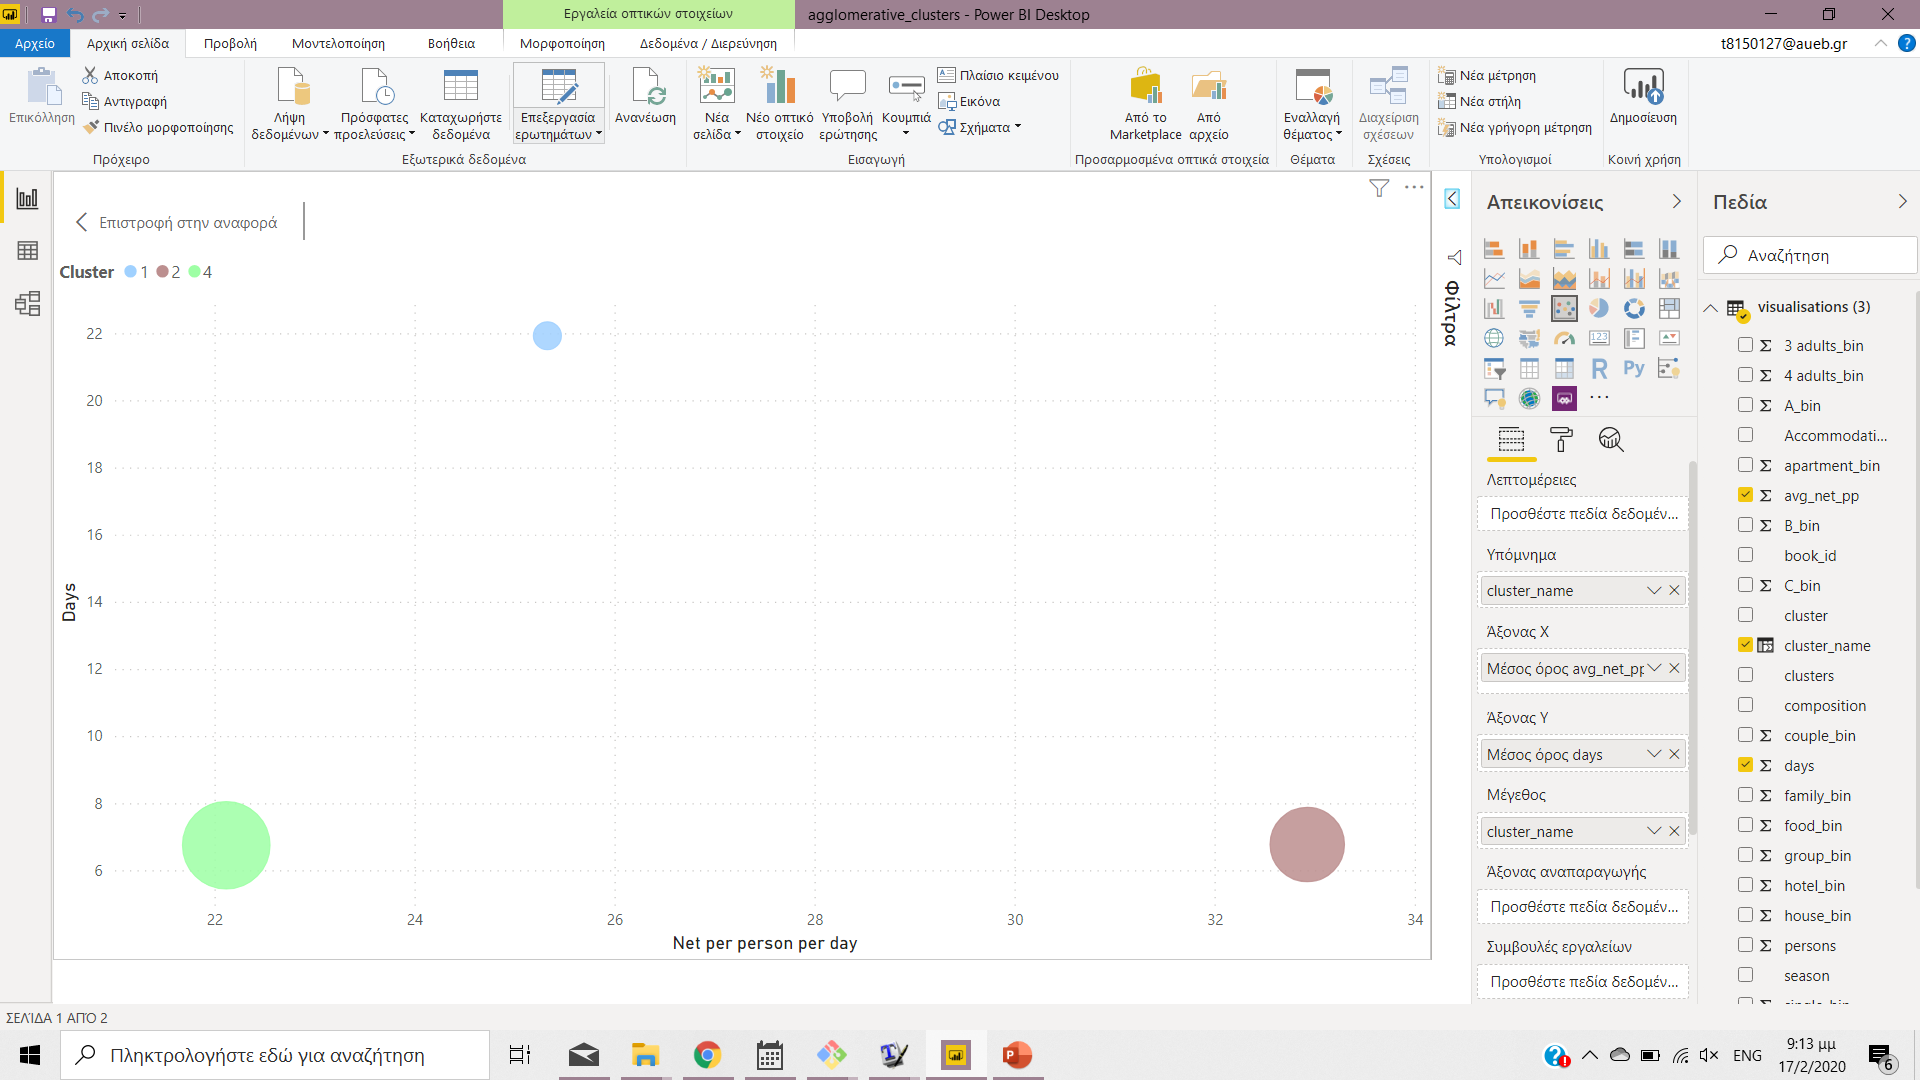 Εργαλεία οπτικών στοιχείων
agglomerative_clusters - Power BI Desktop
Αρχείο
Αρχική σελίδα
Προβολή
Μοντελοποίηση
Βοήθεια
Μορφοποίηση
Δεδομένα / Διερεύνηση
t8150127@aueb.gr
Επικόλληση
Αποκοπή
Αντιγραφή
Πινέλο μορφοποίησης
Πρόχειρο
Λήψη
δεδομένων
Πρόσφατες
προελεύσεις
Καταχωρήστε
δεδομένα
Επεξεργασία
ερωτημάτων
Ανανέωση
Εξωτερικά δεδομένα
Νέα
σελίδα
Νέο οπτικό
στοιχείο
Υποβολή
ερώτησης
Κουμπιά
Πλαίσιο κειμένου
Εικόνα
Σχήματα
Εισαγωγή
Από το
Marketplace
Από
αρχείο
Προσαρμοσμένα οπτικά στοιχεία
Εναλλαγή
θέματος
Θέματα
Διαχείριση
σχέσεων
Σχέσεις
Νέα μέτρηση
Νέα στήλη
Νέα γρήγορη μέτρηση
Υπολογισμοί
Δημοσίευση
Κοινή χρήση
Επιστροφή στην αναφορά
Cluster 1 2 4
22
20
18
16
14
12
10
8
6
Days
22 24 26 28 30 32 34
Net per person per day
Φίλτρα
Απεικονίσεις
123
R
Py
Λεπτομέρειες
Προσθέστε πεδία δεδομέν...
Υπόμνημα
cluster_name
Άξονας X
Μέσος όρος avg_net_pp
Άξονας Y
Μέσος όρος days
Μέγεθος
cluster_name
Άξονας αναπαραγωγής
Προσθέστε πεδία δεδομέν...
Συμβουλές εργαλείων
Προσθέστε πεδία δεδομέν...
Πεδία
Αναζήτηση
visualisations (3)
Σ 3 adults_bin
Σ 4 adults_bin
Σ A_bin
Accommodati...
Σ apartment_bin
Σ avg_net_pp
Σ B_bin
book_id
Σ C_bin
cluster
cluster_name
clusters
composition
Σ couple_bin
Σ days
Σ family_bin
Σ food_bin
Σ group_bin
Σ hotel_bin
Σ house_bin
Σ persons
season
ΣΕΛΊΔΑ 1 ΑΠΌ 2
Πληκτρολογήστε εδώ για αναζήτηση
ENG
9:13 μμ
17/2/2020
6